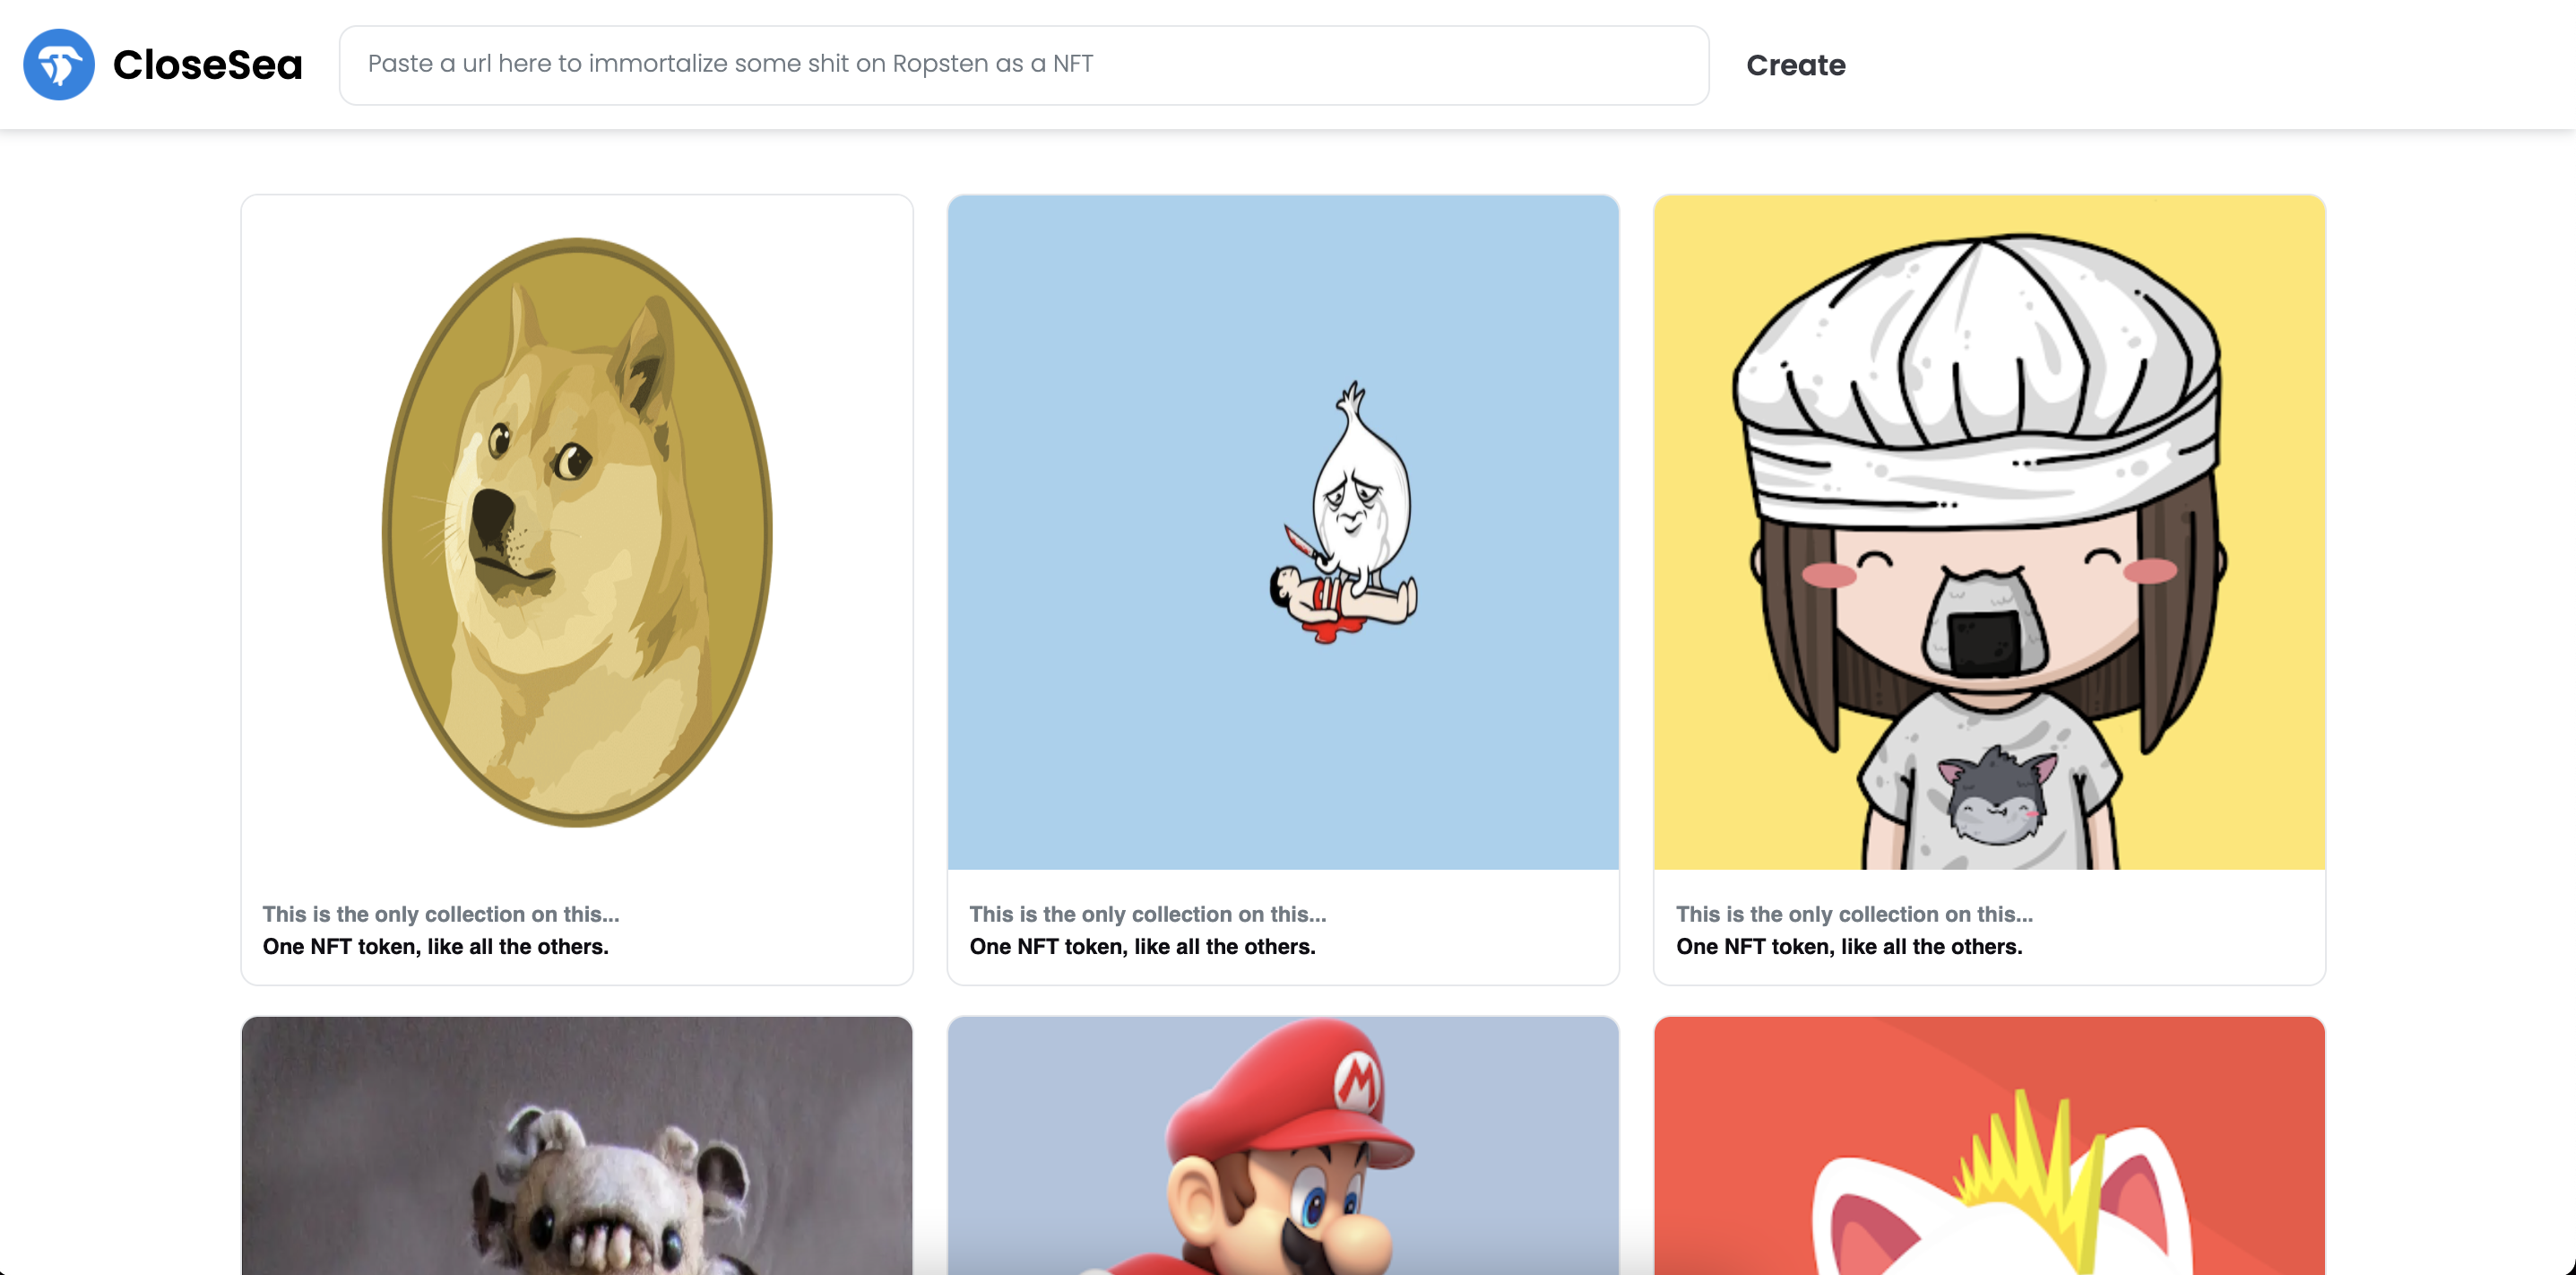 CloseSea
Paste a url here to immortalize some shit on Ropsten as a NFT
Create
This is the only collection on this...
One NFT token, like all the others.
This is the only collection on this...
One NFT token, like all the others.
This is the only collection on this...
One NFT token, like all the others.
M